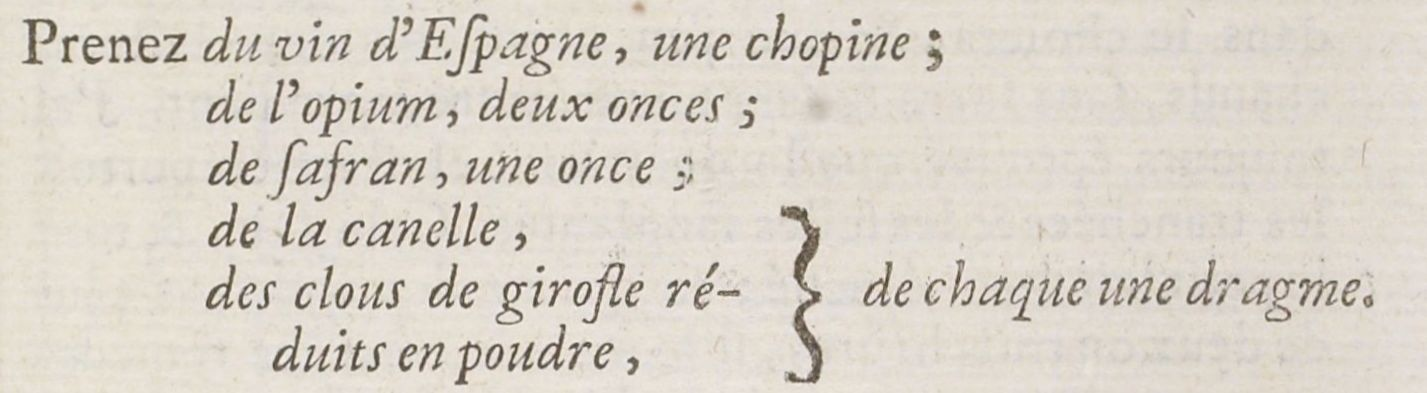 Prenez du vin d'Eſpagne, une chopine ;
de l'opium, deux onces ;
de ſafran, une once ;
de la canelle,
des clous de girofle ré- } de chaque une dragme.
duits en poudre,